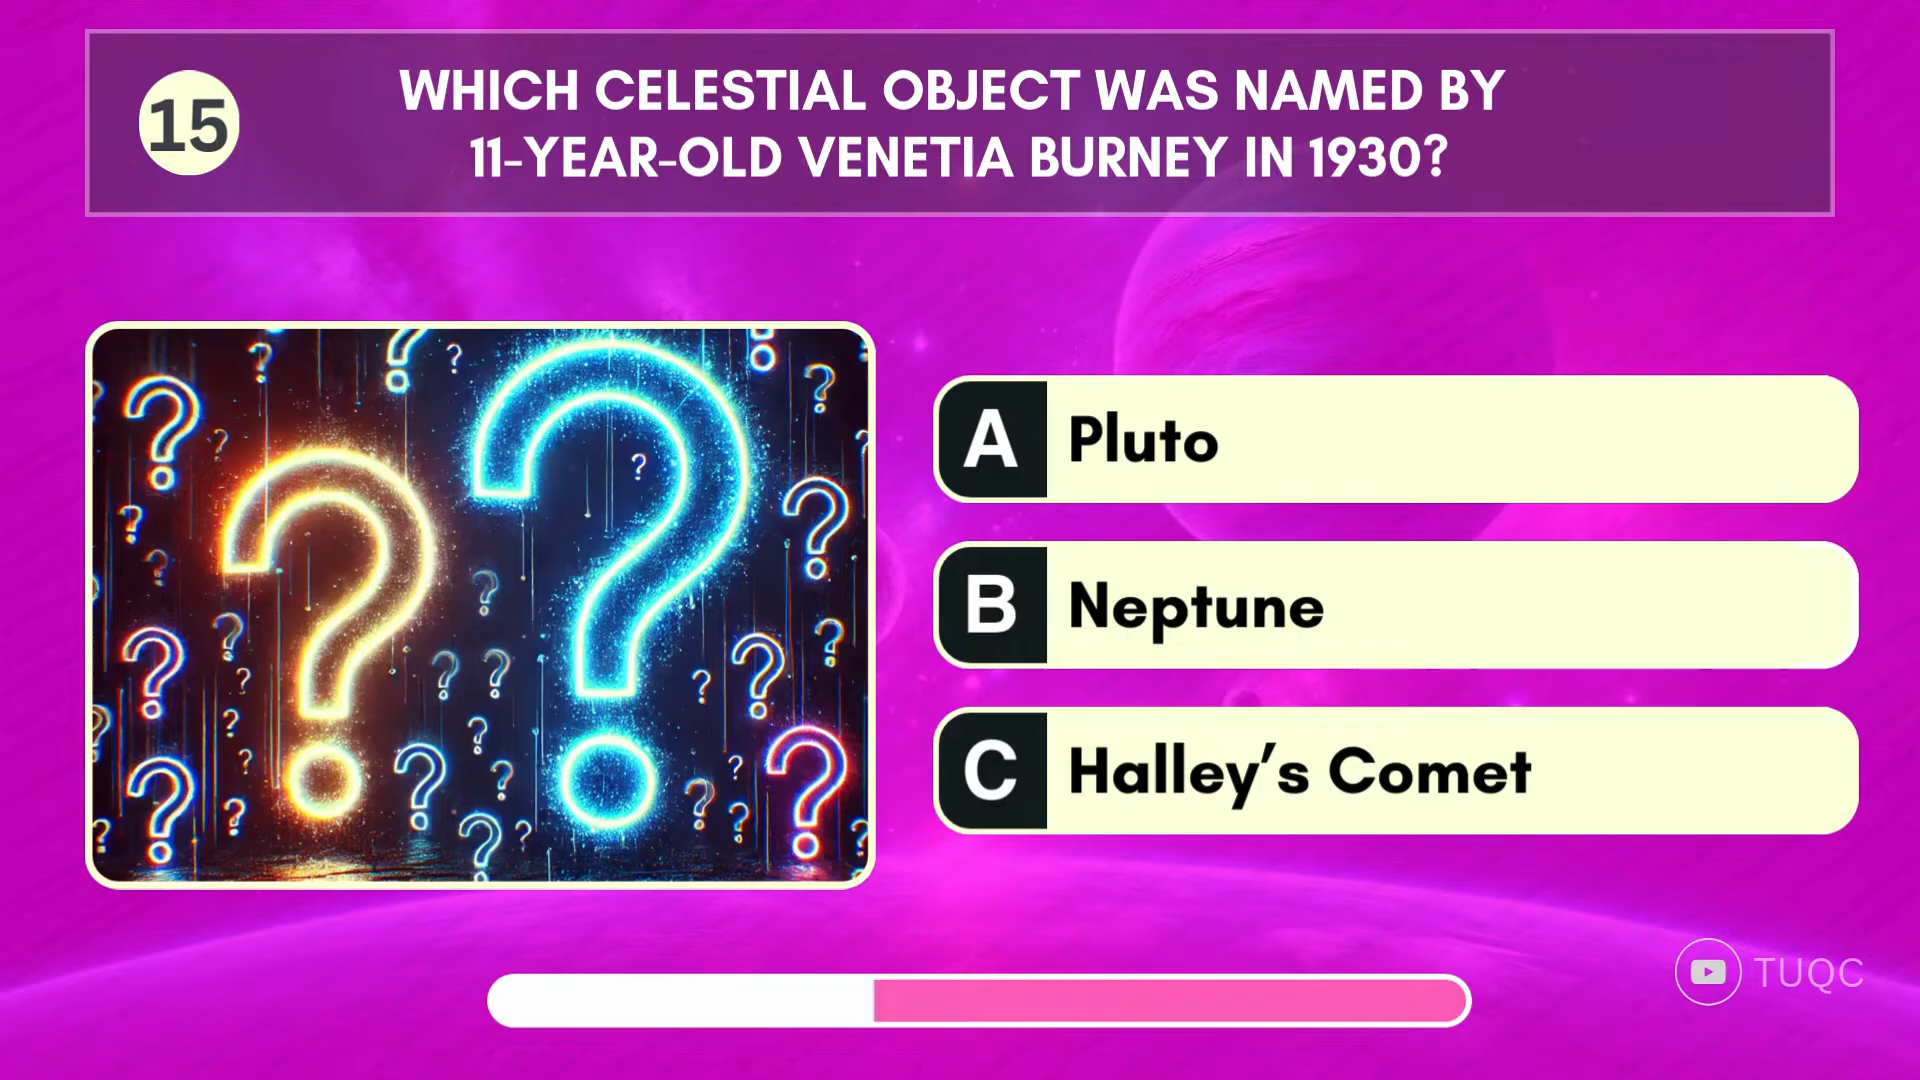 15
WHICH CELESTIAL OBJECT WAS NAMED BY
11-YEAR-OLD VENETIA BURNEY IN 1930?
A Pluto
B Neptune
C Halley’s Comet
TUQC